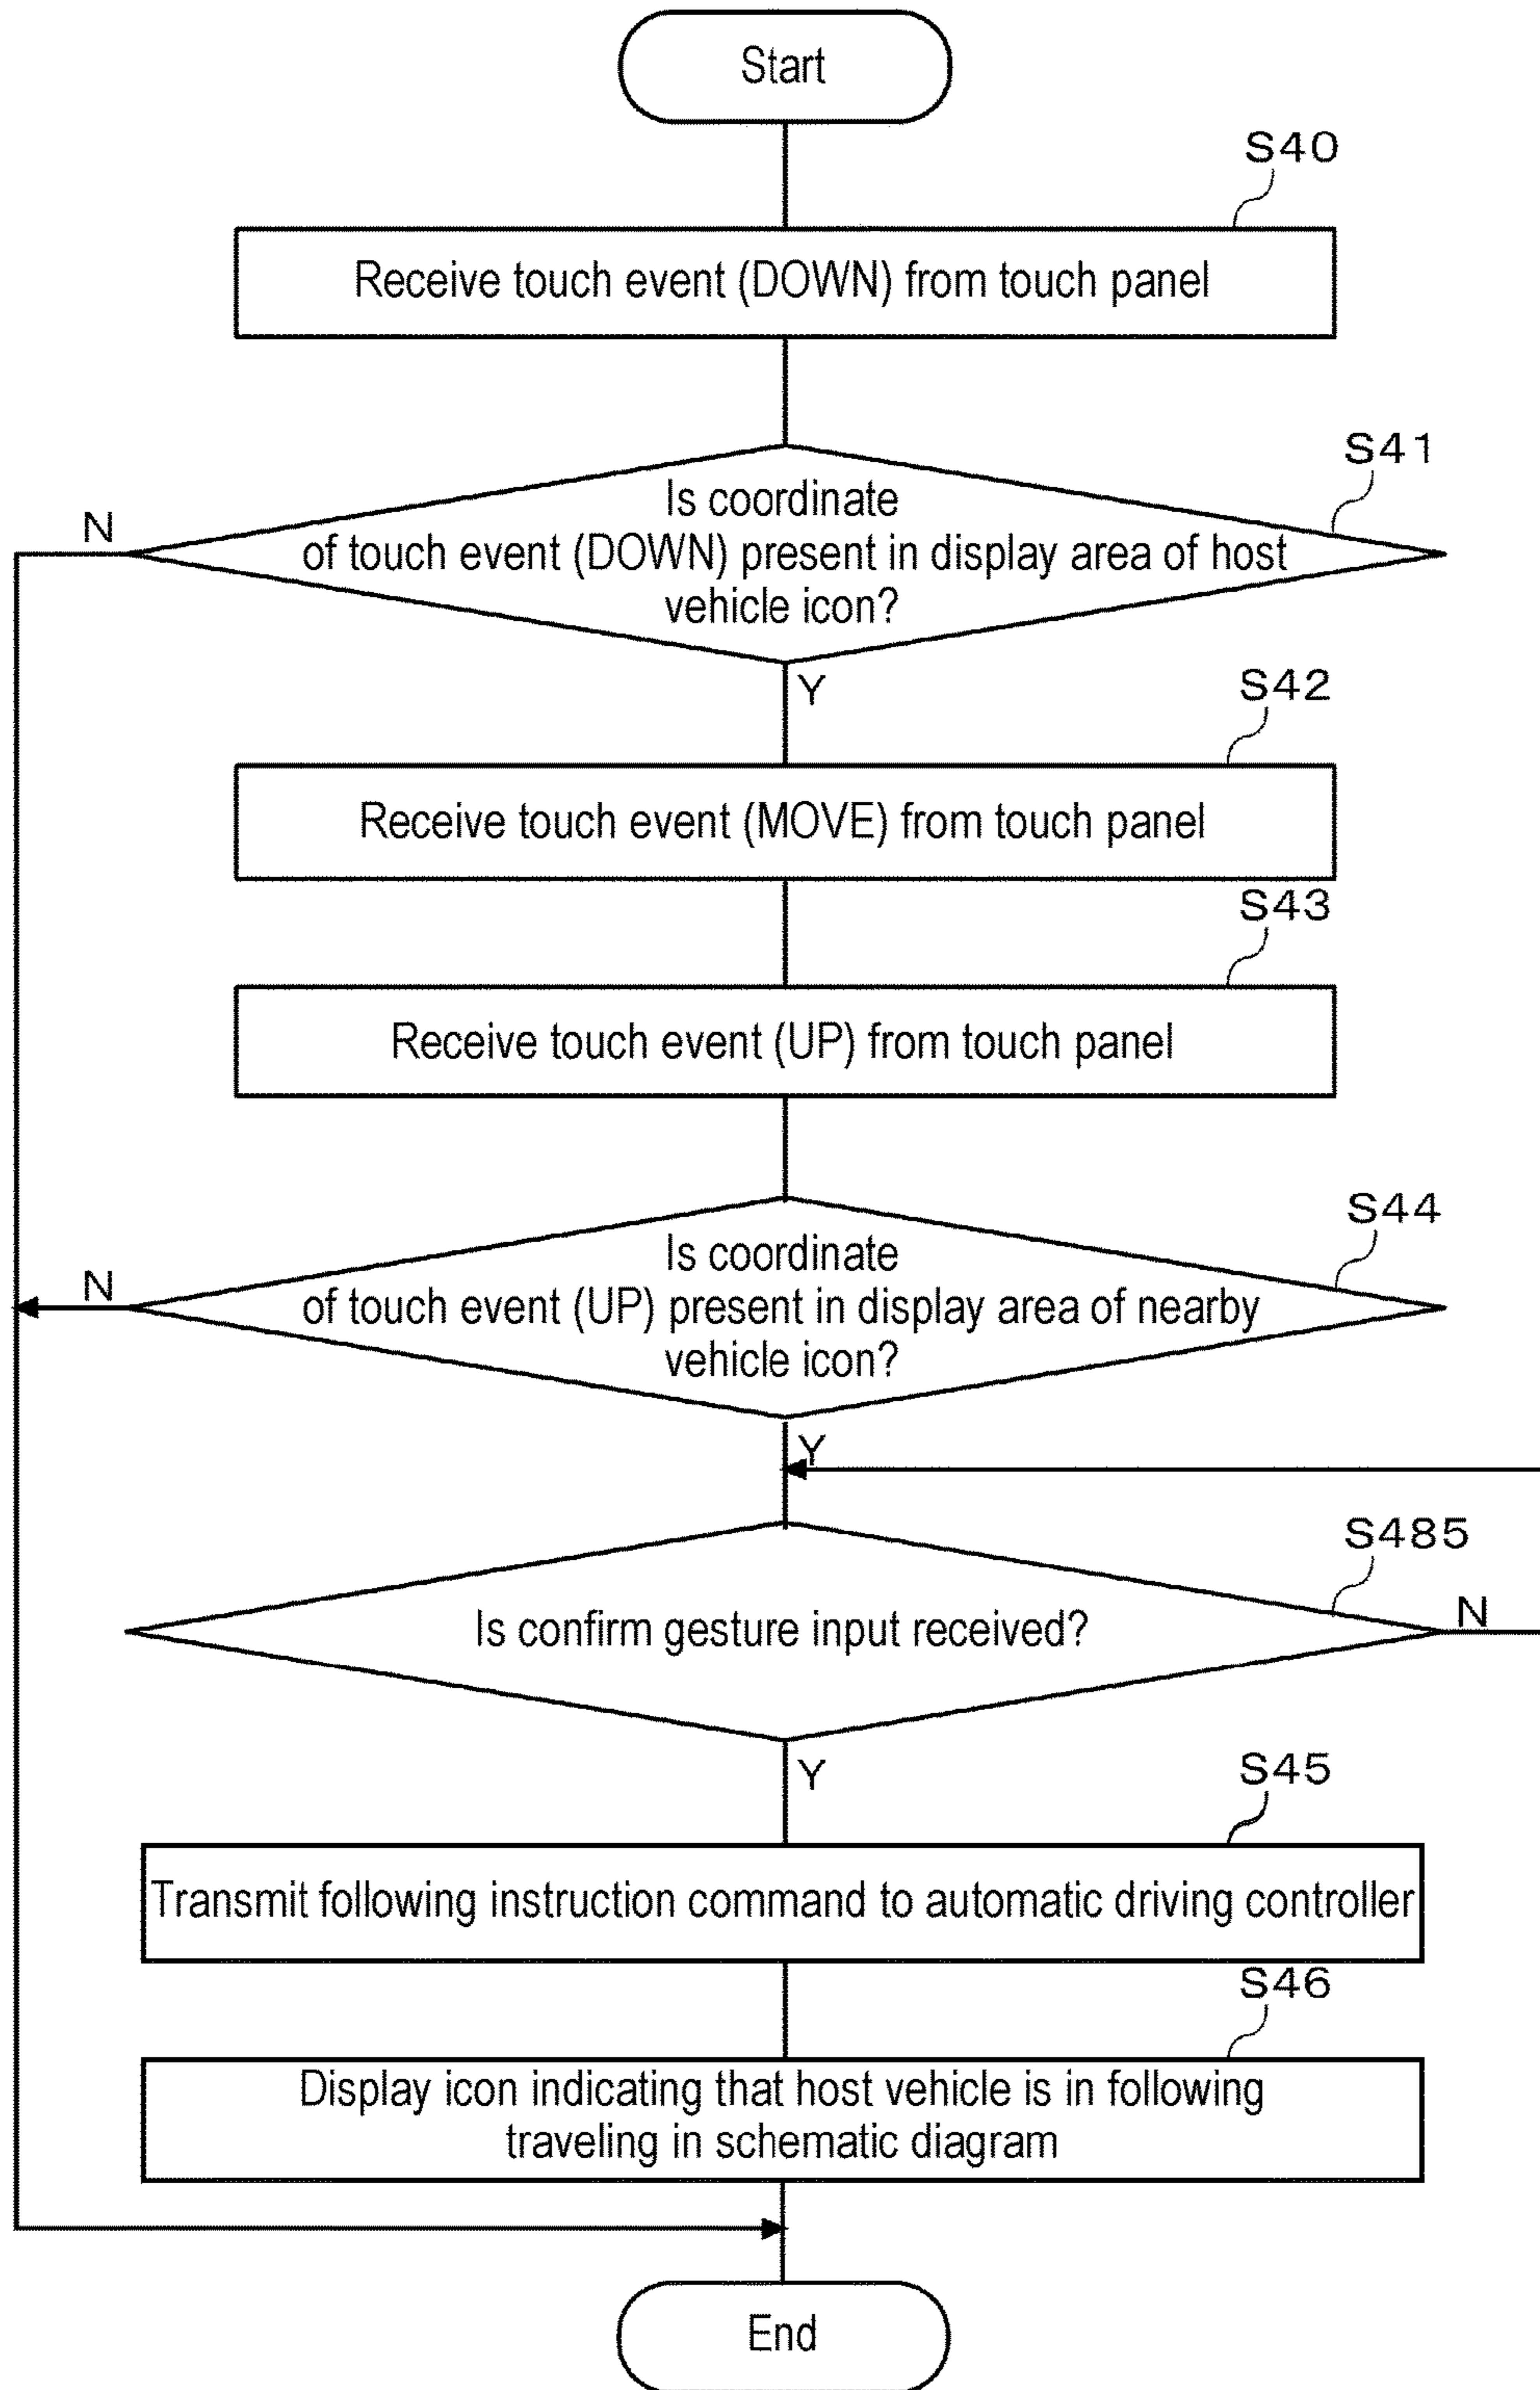 Start
S40
Receive touch event (DOWN) from touch panel
S41
N
Is coordinate
of touch event (DOWN) present in display area of host
vehicle icon?
Y
S42
Receive touch event (MOVE) from touch panel
S43
Receive touch event (UP) from touch panel
S44
N
Is coordinate
of touch event (UP) present in display area of nearby
vehicle icon?
Y
S485
Is confirm gesture input received?
N
Y
S45
Transmit following instruction command to automatic driving controller
S46
Display icon indicating that host vehicle is in following
traveling in schematic diagram
End